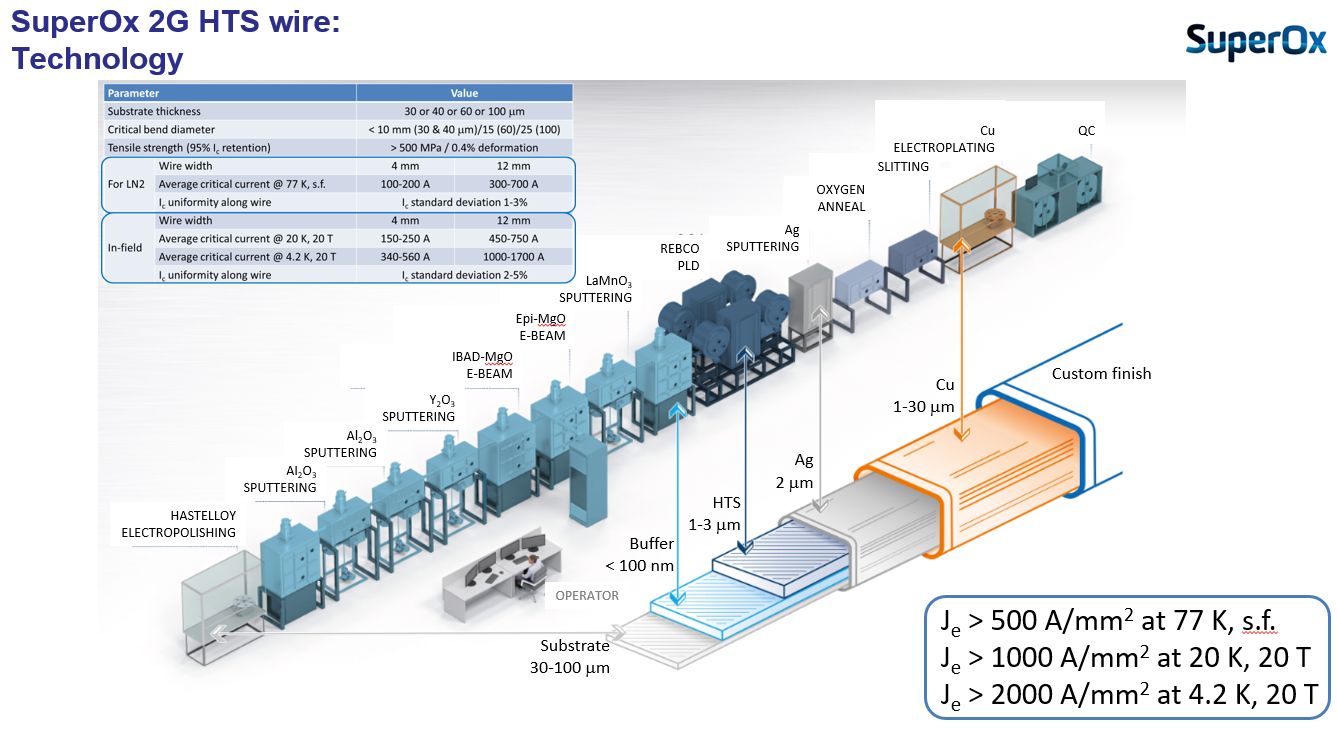 SuperOx 2G HTS wire:
Technology
SuperOx
Parameter Value
Substrate thickness 30 or 40 or 60 or 100 μm
Critical bend diameter < 10 mm (30 & 40 μm)/15 (60)/25 (100)
Tensile strength (95% Ic retention) > 500 MPa / 0.4% deformation
For LN2
Wire width 4 mm 12 mm
Average critical current @ 77 K, s.f. 100-200 A 300-700 A
Ic uniformity along wire Ic standard deviation 1-3%
In-field
Wire width 4 mm 12 mm
Average critical current @ 20 K, 20 T 150-250 A 450-750 A
Average critical current @ 4.2 K, 20 T 340-560 A 1000-1700 A
Ic uniformity along wire Ic standard deviation 2-5%
HASTELLOY
ELECTROPOLISHING
Al₂O₃
SPUTTERING
Al₂O₃
SPUTTERING
Y₂O₃
SPUTTERING
IBAD-MgO
E-BEAM
Epi-MgO
E-BEAM
LaMnO₃
SPUTTERING
REBCO
PLD
Ag
SPUTTERING
OXYGEN
ANNEAL
SLITTING
Cu
ELECTROPLATING
QC
OPERATOR
Substrate
30-100 μm
Buffer
< 100 nm
HTS
1-3 μm
Ag
2 μm
Cu
1-30 μm
Custom finish
Je > 500 A/mm² at 77 K, s.f.
Je > 1000 A/mm² at 20 K, 20 T
Je > 2000 A/mm² at 4.2 K, 20 T